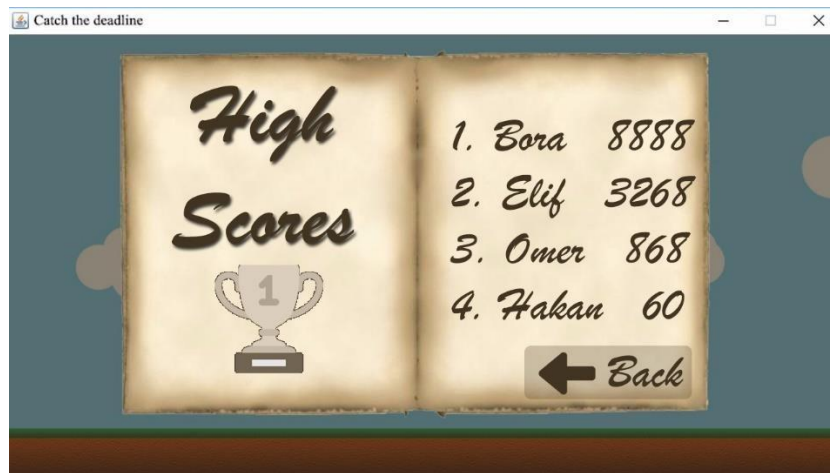 Catch the deadline
High
Scores
1
1. Bora 8888
2. Elif 3268
3. Omer 868
4. Hakan 60
Back